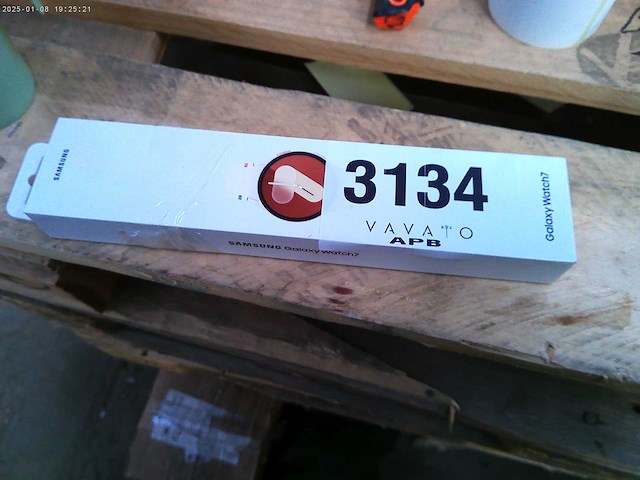 2025-01-08 19:25:21
SAMSUNG
3134
VAVATO
APB
Galaxy Watch7
SAMSUNG Galaxy Watch7